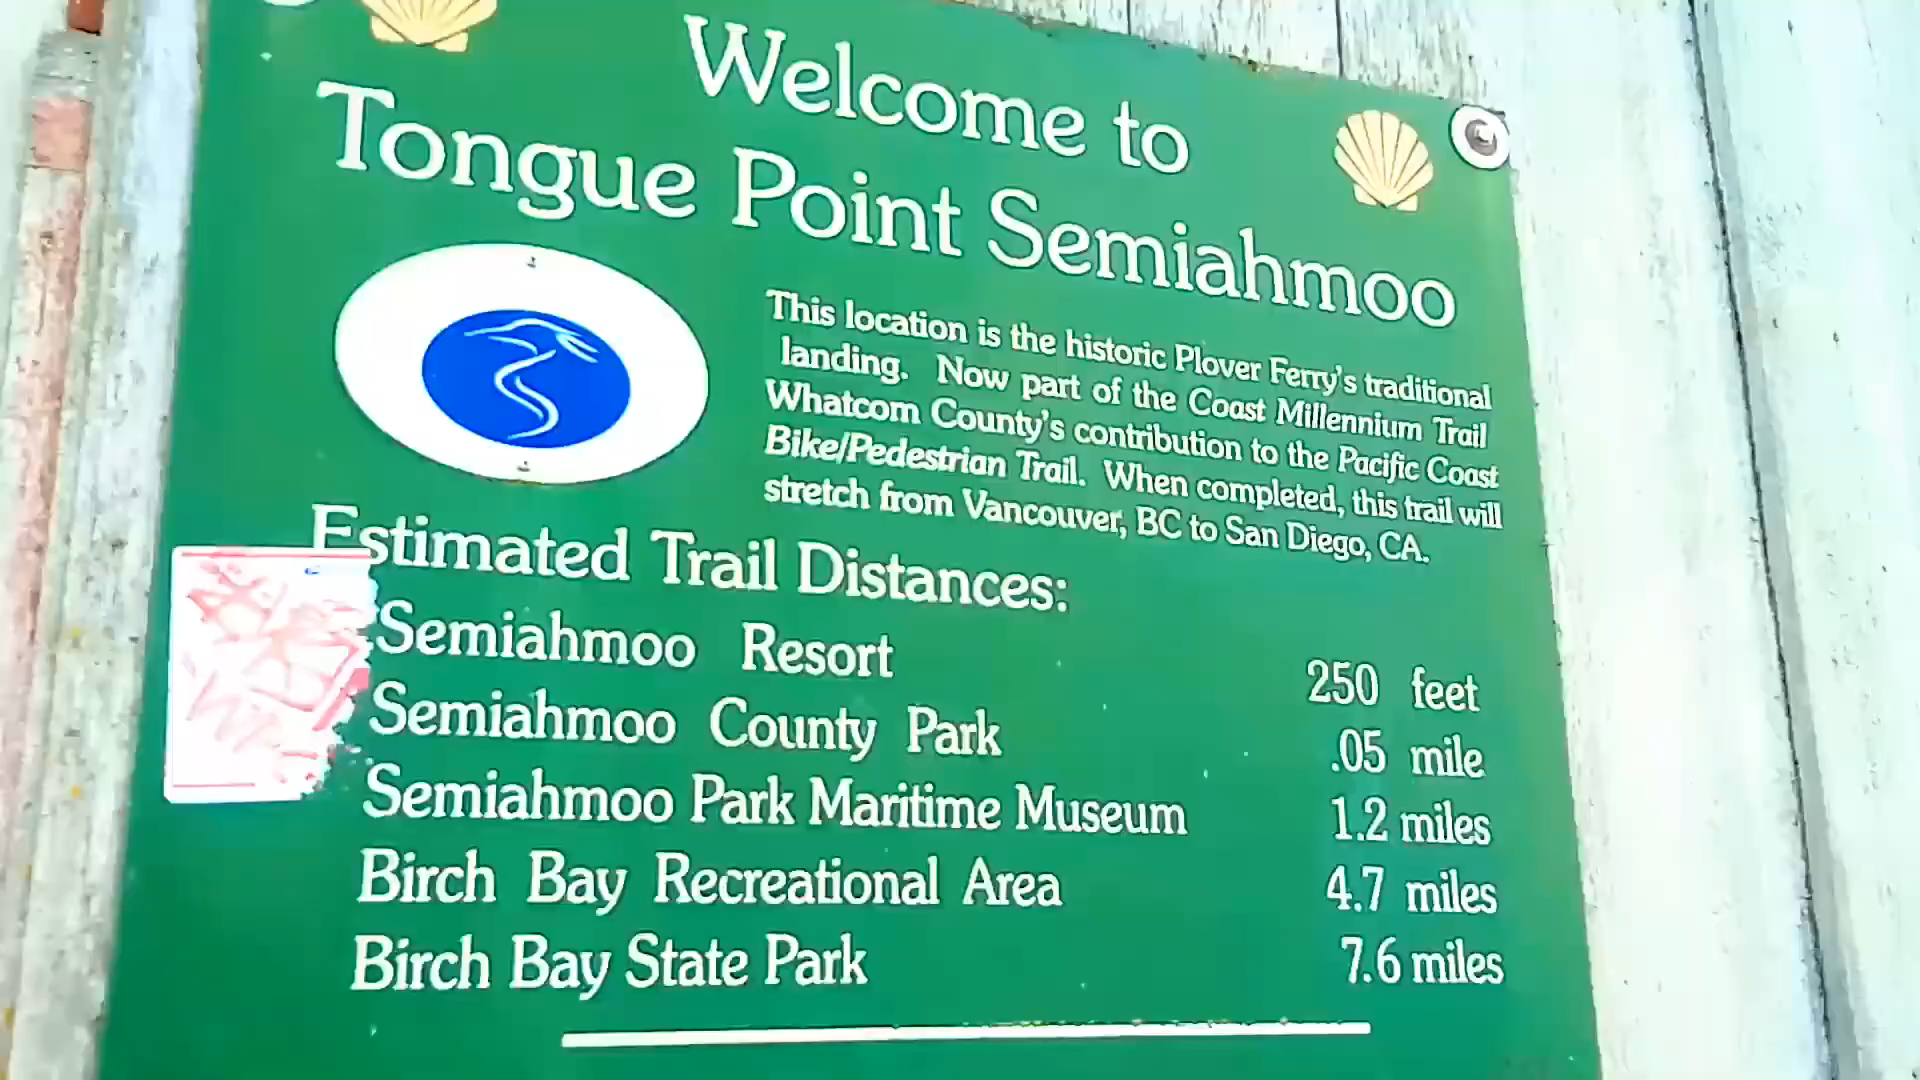 Welcome to
Tongue Point Semiahmoo
This location is the historic Plover Ferry's traditional
landing. Now part of the Coast Millennium Trail
Whatcom County's contribution to the Pacific Coast
Bike/Pedestrian Trail. When completed, this trail will
stretch from Vancouver, BC to San Diego, CA.
Estimated Trail Distances:
Semiahmoo Resort 250 feet
Semiahmoo County Park .05 mile
Semiahmoo Park Maritime Museum 1.2 miles
Birch Bay Recreational Area 4.7 miles
Birch Bay State Park 7.6 miles